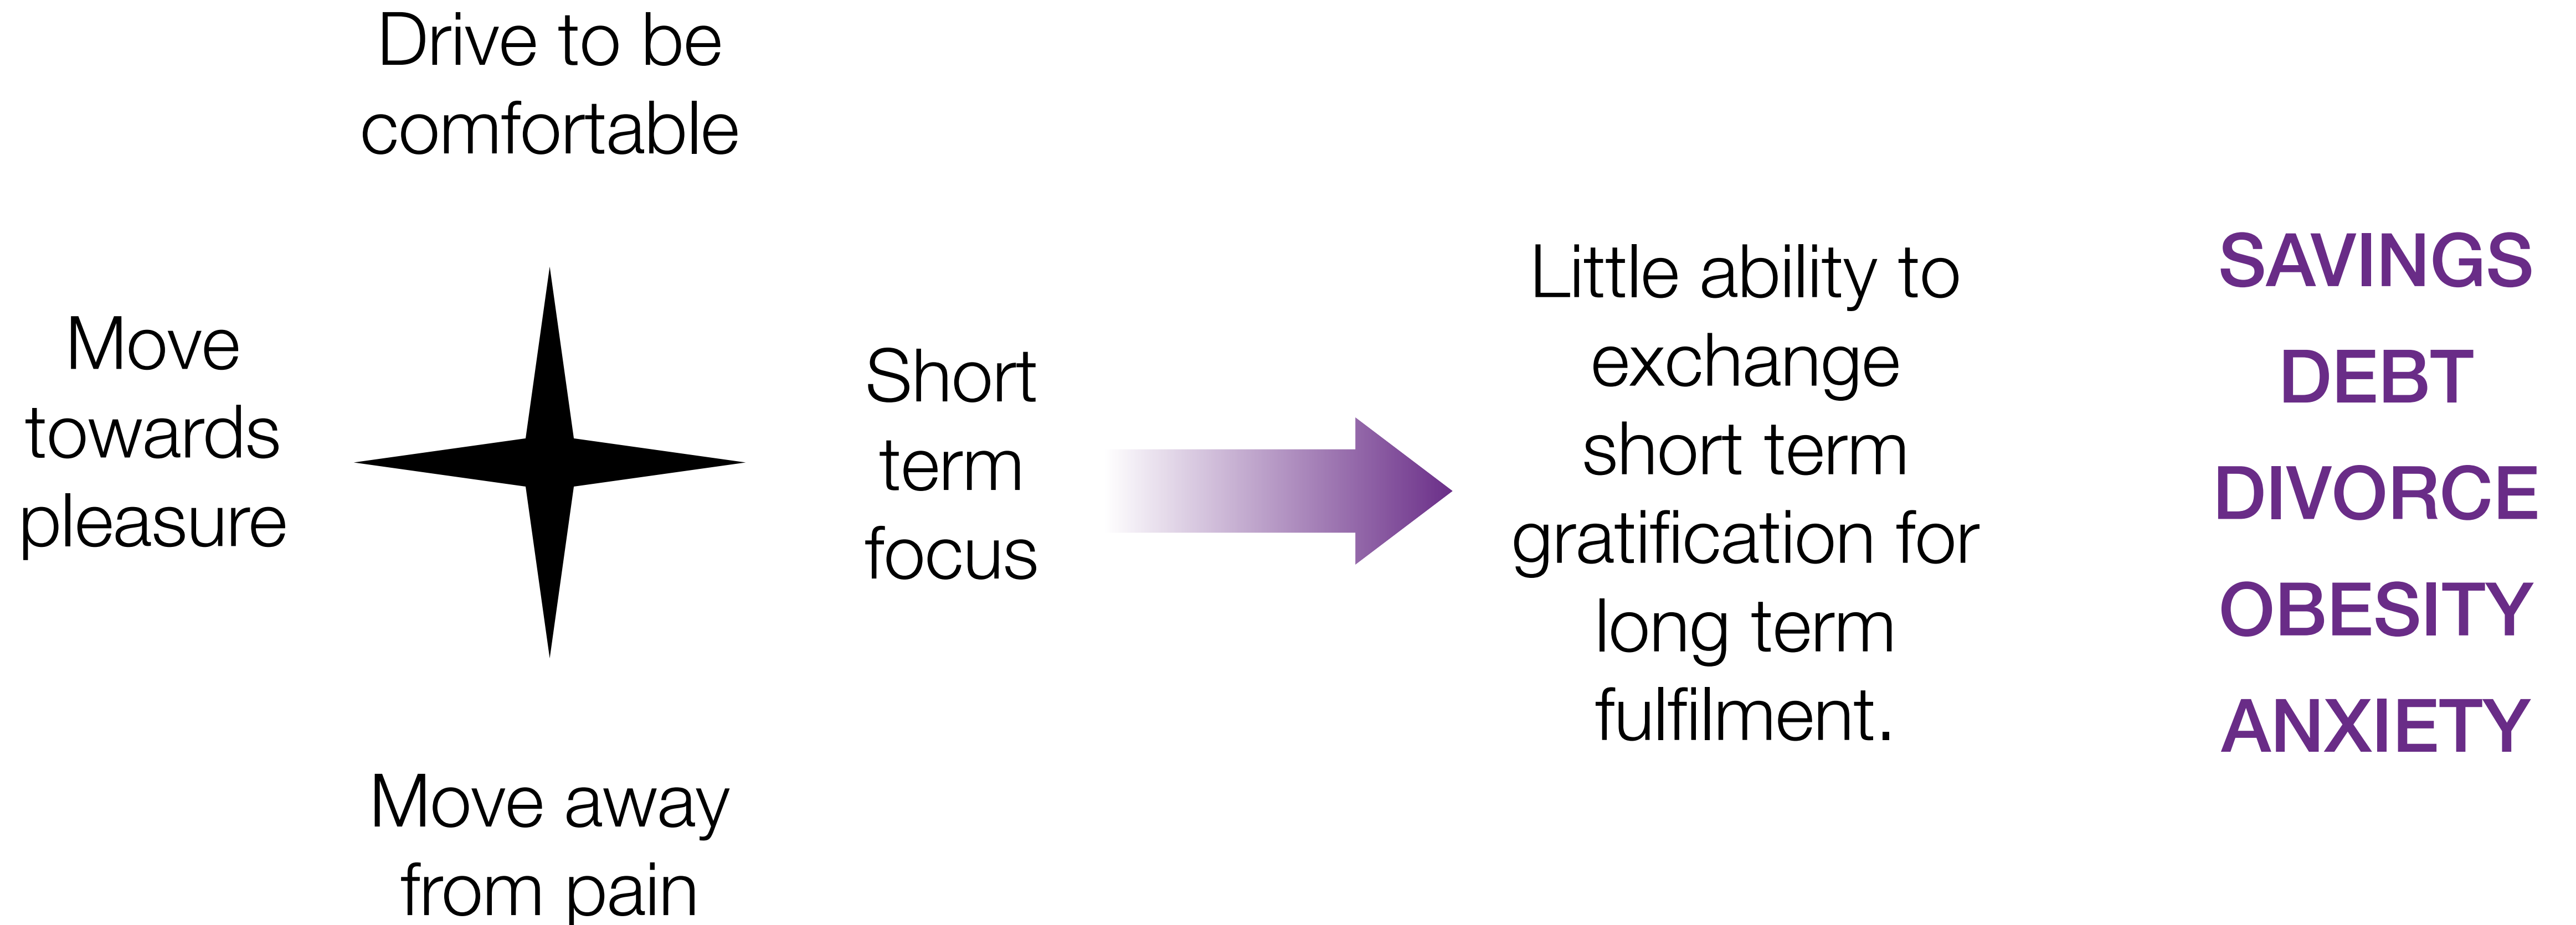 Drive to be
comfortable
Move
towards
pleasure
Short
term
focus
Move away
from pain
Little ability to
exchange
short term
gratification for
long term
fulfilment.
SAVINGS
DEBT
DIVORCE
OBESITY
ANXIETY